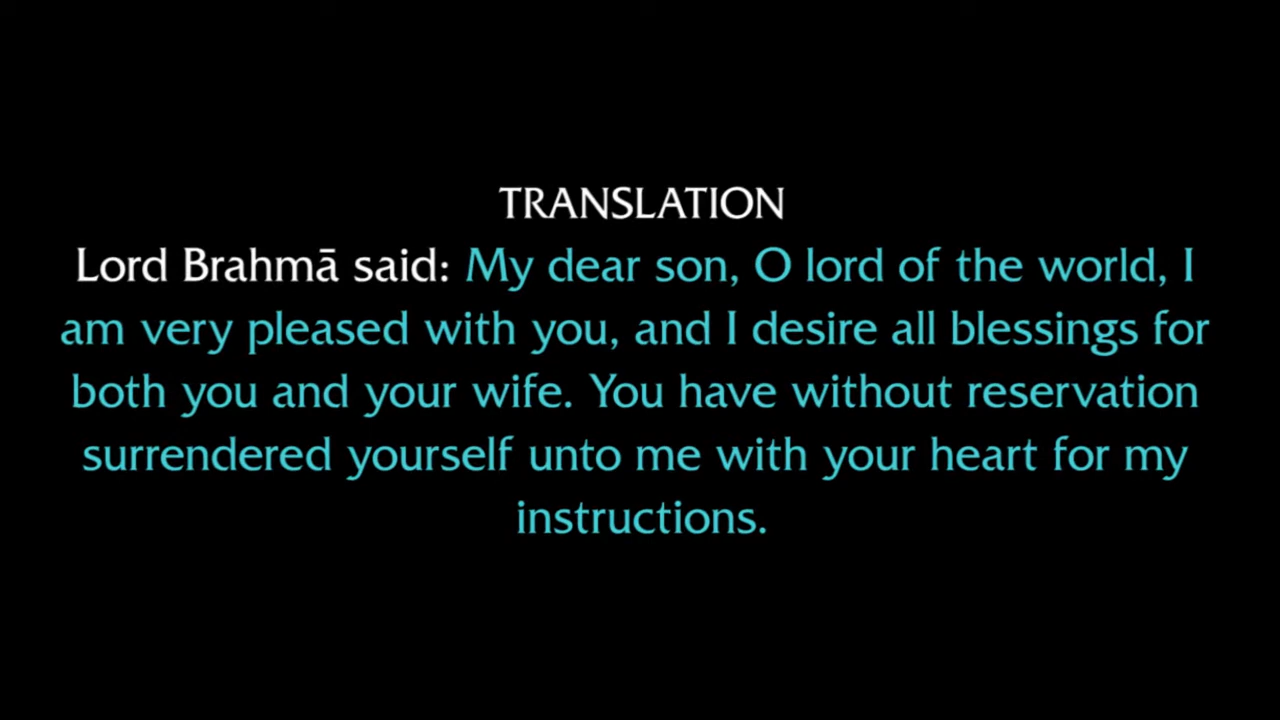 TRANSLATION
Lord Brahmā said: My dear son, O lord of the world, I
am very pleased with you, and I desire all blessings for
both you and your wife. You have without reservation
surrendered yourself unto me with your heart for my
instructions.